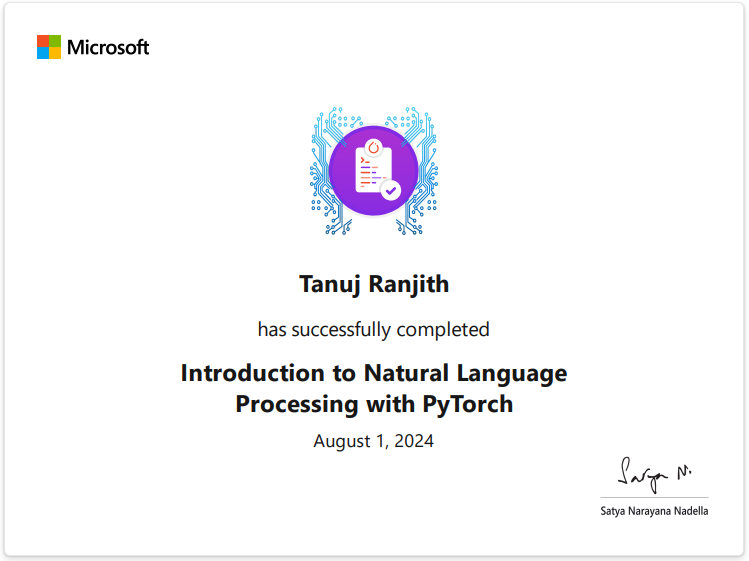 Microsoft
Tanuj Ranjith
has successfully completed
Introduction to Natural Language
Processing with PyTorch
August 1, 2024
Satya N.
Satya Narayana Nadella